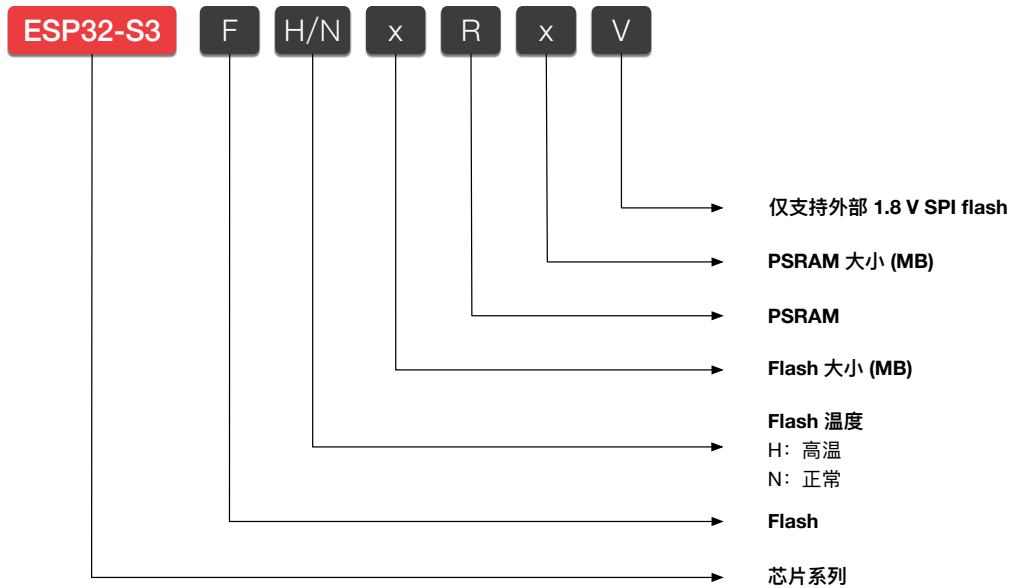 ESP32-S3 F H/N x R x V
仅支持外部 1.8 V SPI flash
PSRAM 大小 (MB)
PSRAM
Flash 大小 (MB)
Flash 温度
H：高温
N：正常
Flash
芯片系列